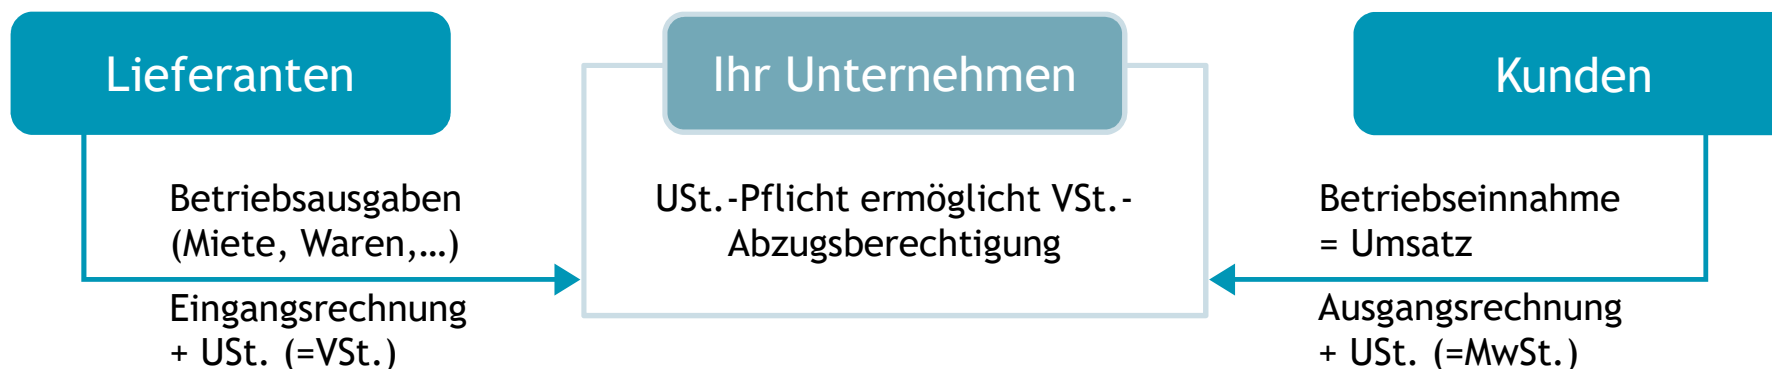 Lieferanten
Betriebsausgaben
(Miete, Waren,…)
Eingangsrechnung
+ USt. (=VSt.)
Ihr Unternehmen
USt.-Pflicht ermöglicht VSt.-
Abzugsberechtigung
Kunden
Betriebseinnahme
= Umsatz
Ausgangsrechnung
+ USt. (=MwSt.)